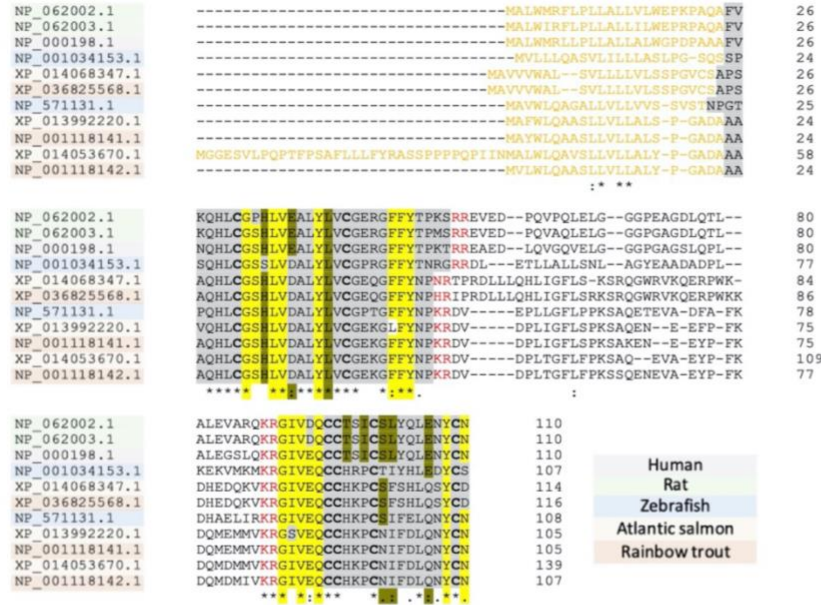 NP_062002.1 ------------------------------------MALWMRFLPLLALLVLWEPKPAQAFV 26
NP_062003.1 ------------------------------------MALWIRFLPLLALLILWEPRPAQAFV 26
NP_000198.1 ------------------------------------MALWMRLLPLLALLALWGPDPAAAFV 26
NP_001034153.1 ------------------------------------MVLLLQASVLILLLASLPG-SQSSP 24
XP_014068347.1 ----------------------------------MAVVVWAL--SVLLLLVLSSPGVCSAPS 26
XP_036825568.1 ----------------------------------MAVVVWAL--SVLLLLVLSSPGVCSAPS 26
NP_571131.1 ------------------------------------MAVWLQAGALLVLLVVS-SVSTNPGT 25
XP_013992220.1 ------------------------------------MAFWLQAASLLVLLALS-P-GADAAA 24
NP_001118141.1 ------------------------------------MAYWLQAASLLVLLALS-P-GADAAA 24
XP_014053670.1 MGGESVLPQPTFPSAFLLLFYRASSPPPPPQPIINMALWLQAVSLLVLLALY-P-GADAAA 58
NP_001118142.1 ------------------------------------MALWLQAASLLVLLALS-P-GADAAA 24
:* **
NP_062002.1 KQHLCGPHLVEALYLVCGERGFFYTPKSRREVED--PQVPQLELG--GGPEAGDLQTL-- 80
NP_062003.1 KQHLCGSHLVEALYLVCGERGFFYTPMSRREVED--PQVAQLELG--GGPGAGDLQTL-- 80
NP_000198.1 NQHLCGSHLVEALYLVCGERGFFYTPKTRREAED--LQVGQVELG--GGPGAGSLQPL-- 80
NP_001034153.1 SQHLCGSSLVDALYLVCGPRGFFYTNRGRRDL--ETLLALLSNL--AGYEAADADPL-- 77
XP_014068347.1 AQHLCGSHLVDALYLVCGEQGFFYNPNRTPRDLLLQHLIGFLS-KSRQGWRVKQERPWK- 84
XP_036825568.1 AQHLCGSHLVDALYLVCGEQGFFYNPHRIPRDLLLQHLIGFLSRKSRQGWRVKQERPWKK 86
NP_571131.1 PQHLCGSHLVDALYLVCGPTGFFYNPKRDV----EPLLGFLPPKSAQETEVA-DFA-FK 78
XP_013992220.1 VQHLCGSHLVDALYLVCGEKGLFYNPKRDV-----DPLIGFLSPKSAQEN--E-EYP-FK 75
NP_001118141.1 AQHLCGSHLVDALYLVCGEKGFFYNPKRDV-----DPLIGFLSPKSAKEN--E-EYP-FK 75
XP_014053670.1 AQHLCGSHLVDALYLVCGEKGFFYNPKRDV-----DPLTGFLFPKSAQ--EVA-EYP-FK 109
NP_001118142.1 AQHLCGSHLVDALYLVCGEKGFFYNPKRDV-----DPLIGFLPPKSSQENEVA-EYP-FK 77
***** **:******* *:**. :
NP_062002.1 ALEVARQKRGIVDQCCTSICSLYQLENYCN 110
NP_062003.1 ALEVARQKRGIVDQCCTSICSLYQLENYCN 110
NP_000198.1 ALEGSLQKRGIVEQCCTSICSLYQLENYCN 110
NP_001034153.1 KEKVKMKRGIVEQCCHRPCTIYHLEDYCS 107
XP_014068347.1 DHEDQKVKRGIVEQCCHKPCSFSHLQSYCD 114
XP_036825568.1 DHEDQKVKRGIVEQCCHKPCSFSHLQSYCD 116
NP_571131.1 DHAELIRKRGIVEQCCHKPCSIFELQNYCN 108
XP_013992220.1 DQMEMMVKRGSVEQCCHKPCNIFDLQNYCN 105
NP_001118141.1 DQMEMMVKRGIVEQCCHKPCNIFDLQNYCN 105
XP_014053670.1 DQMDMMVKRGIVEQCCHKPCNIFDLQNYCN 139
NP_001118142.1 DQMDMIVKRGIVEQCCHKPCNIFDLQNYCN 107
*** *:*** *.: .*:.**.
Human
Rat
Zebrafish
Atlantic salmon
Rainbow trout